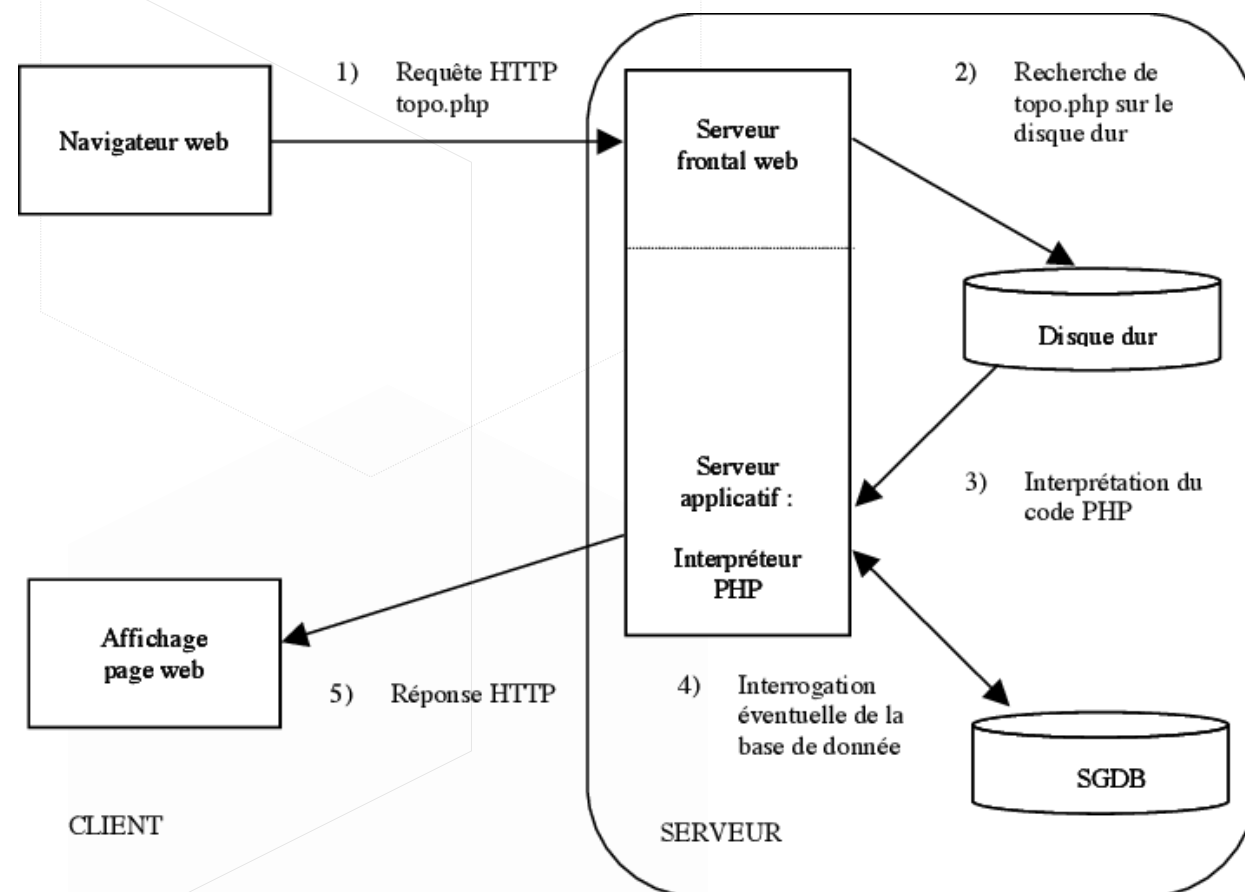 1) Requête HTTP
topo.php
2) Recherche de
topo.php sur le
disque dur
Navigateur web
Serveur
frontal web
Disque dur
Serveur
applicatif :
Interpréteur
PHP
3) Interprétation du
code PHP
Affichage
page web
5) Réponse HTTP
4) Interrogation
éventuelle de la
base de donnée
SGDB
CLIENT
SERVEUR